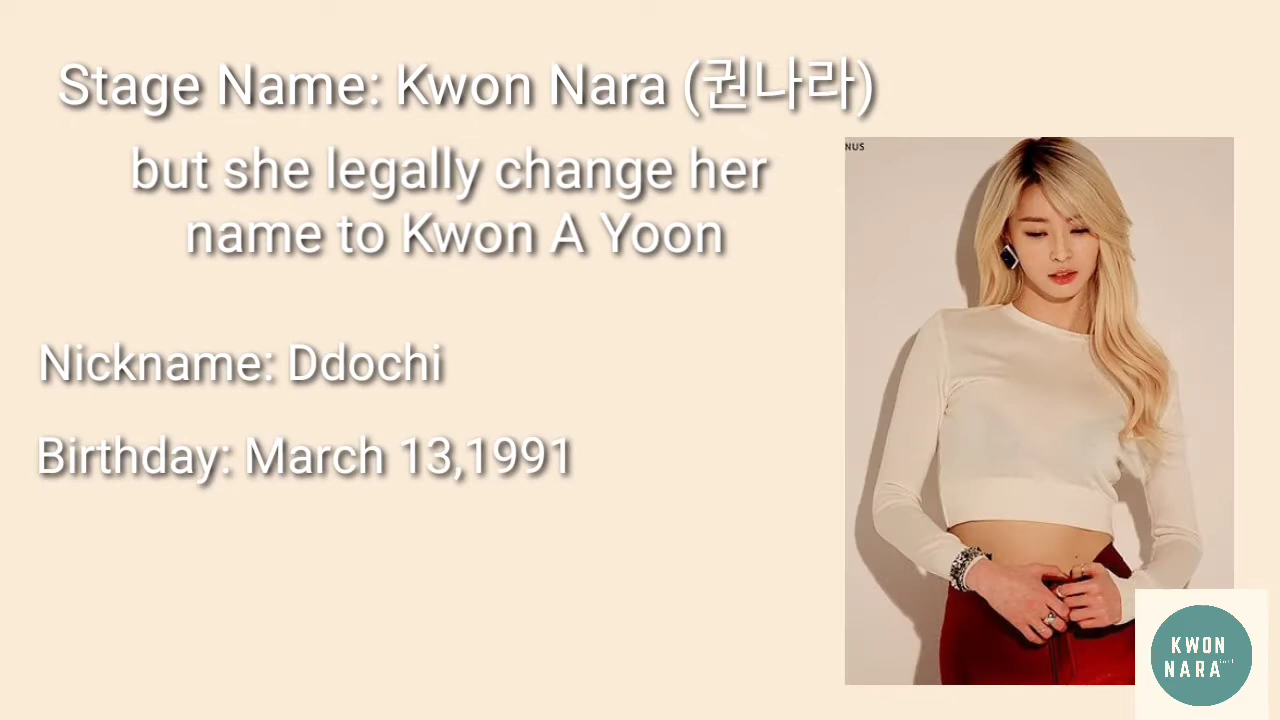 Stage Name: Kwon Nara (권나라)
but she legally change her
name to Kwon A Yoon
Nickname: Ddochi
Birthday: March 13,1991
NUS
KWON
NARA intl